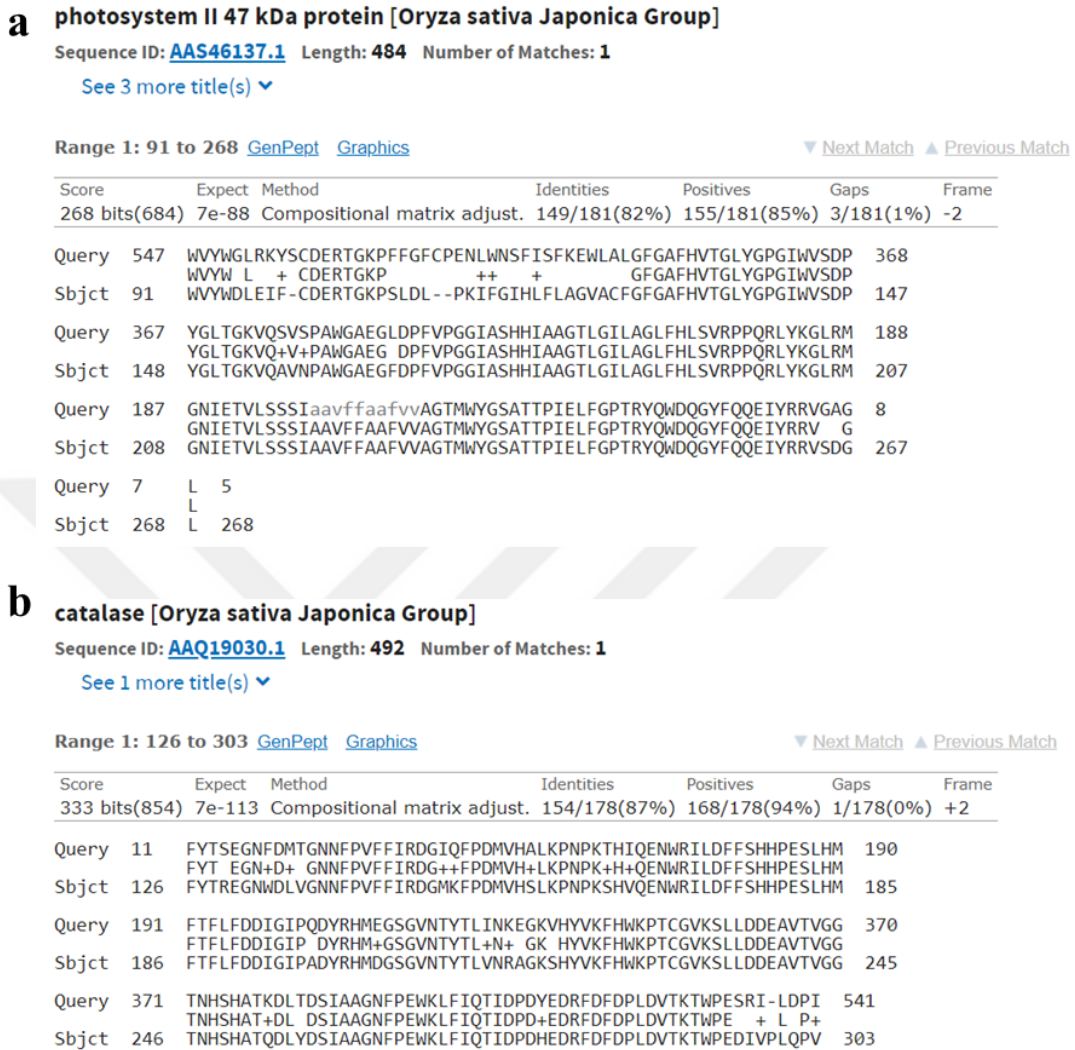 a photosystem II 47 kDa protein [Oryza sativa Japonica Group]
Sequence ID: AAS46137.1 Length: 484 Number of Matches: 1
See 3 more title(s)
Range 1: 91 to 268 GenPept Graphics Next Match Previous Match
Score Expect Method Identities Positives Gaps Frame
268 bits(684) 7e-88 Compositional matrix adjust. 149/181(82%) 155/181(85%) 3/181(1%) -2
Query 547 WVYWGLRKYSCDERTGKPFFGFCPENLWNSFISFKEWLALGFGAFHVTGLYGPGIWVSDP 368
WVYW L + CDERTGKP ++ + GFGAFHVTGLYGPGIWVSDP
Sbjct 91 WVYWDLEIF-CDERTGKPSLDL--PKIFGIHLFLAGVACFGFGAFHVTGLYGPGIWVSDP 147
Query 367 YGLTGKVQSVSPAWGAEGLDPFVPGGIASHHIAAGTLGILAGLFHLSVRPPQRLYKGLRM 188
YGLTGKVQ+V+PAWGAEG DPFVPGGIASHHIAAGTLGILAGLFHLSVRPPQRLYKGLRM
Sbjct 148 YGLTGKVQAVNPAWGAEGFDPFVPGGIASHHIAAGTLGILAGLFHLSVRPPQRLYKGLRM 207
Query 187 GNIETVLSSSIaavffaafvvAGTMWYGSATTPIELFGPTRYQWDQGYFQQEIYRRVGAG 8
GNIETVLSSSIAAVFFAAFVVAGTMWYGSATTPIELFGPTRYQWDQGYFQQEIYRRV G
Sbjct 208 GNIETVLSSSIAAVFFAAFVVAGTMWYGSATTPIELFGPTRYQWDQGYFQQEIYRRVSDG 267
Query 7 L 5
L
Sbjct 268 L 268
b catalase [Oryza sativa Japonica Group]
Sequence ID: AAQ19030.1 Length: 492 Number of Matches: 1
See 1 more title(s)
Range 1: 126 to 303 GenPept Graphics Next Match Previous Match
Score Expect Method Identities Positives Gaps Frame
333 bits(854) 7e-113 Compositional matrix adjust. 154/178(87%) 168/178(94%) 1/178(0%) +2
Query 11 FYTSEGNFDMTGNNFPVFFIRDGIQFPDMVHALKPNPKTHIQENWRILDFFSHHPESLHM 190
FYT EGN+D+ GNNFPVFFIRDG++FPDMVH+LKPNPK+H+QENWRILDFFSHHPESLHM
Sbjct 126 FYTREGNWDLVGNNFPVFFIRDGMKFPDMVHSLKPNPKSHVQENWRILDFFSHHPESLHM 185
Query 191 FTFLFDDIGIPQDYRHMEGSGVNTYTLINKEGKVHYVKFHWKPTCGVKSLLDDEAVTVGG 370
FTFLFDDIGIP DYRHM+GSGVNTYTL+N+ GK HYVKFHWKPTCGVKSLLDDEAVTVGG
Sbjct 186 FTFLFDDIGIPADYRHMDGSGVNTYTLVNRAGKSHYVKFHWKPTCGVKSLLDDEAVTVGG 245
Query 371 TNHSHATKDLTDSIAAGNFPEWKLFIQTIDPDYEDRFDFDPLDVTKTWPESRI-LDPI 541
TNHSHAT+DL DSIAAGNFPEWKLFIQTIDPD+EDRFDFDPLDVTKTWPE + L P+
Sbjct 246 TNHSHATQDLYDSIAAGNFPEWKLFIQTIDPDHEDRFDFDPLDVTKTWPEDIVPLQPV 303